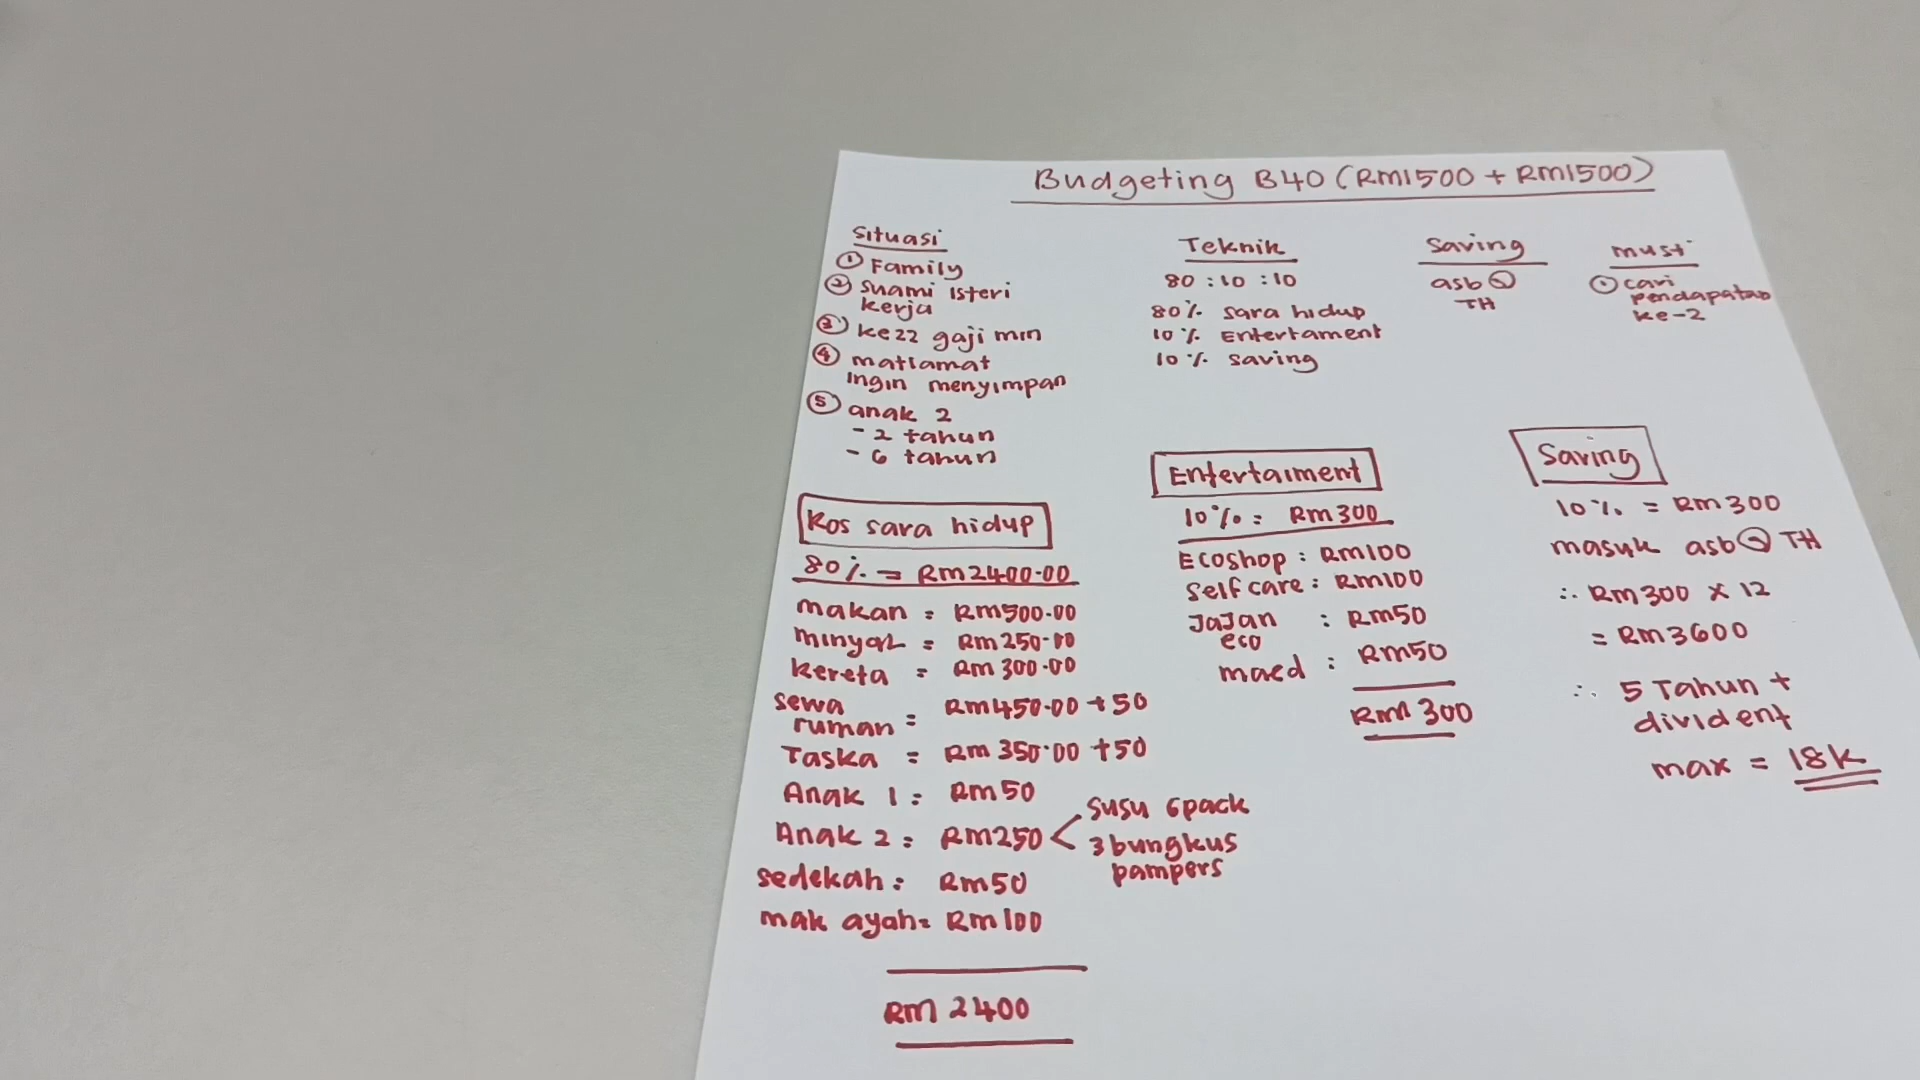 Budgeting B40 (RM1500 + RM1500)
Situasi
① Family
② Suami isteri
kerja
③ ke22 gaji min
④ matlamat
ingin menyimpan
⑤ anak 2
- 2 tahun
- 6 tahun
Teknik
80 : 10 : 10
80% sara hidup
10% Entertament
10% saving
Saving
asb
TH
must
① cari
pendapatan
ke-2
Kos sara hidup
80% = RM2400.00
makan = RM500.00
minyak = RM250.00
kereta = RM300.00
sewa
rumah = RM450.00 + 50
Taska = RM350.00 + 50
Anak 1 : RM50
Anak 2 : RM250 < susu 6pack
3 bungkus
pampers
sedekah : RM50
mak ayah = RM100
RM 2400
Entertaiment
10% = RM300
Ecoshop : RM100
Self care : RM100
Jajan : RM50
eco
maed : RM50
RM 300
Saving
10% = RM300
masuk asb TH
∴ RM300 x 12
= RM3600
∴ 5 Tahun +
divident
max = 18k